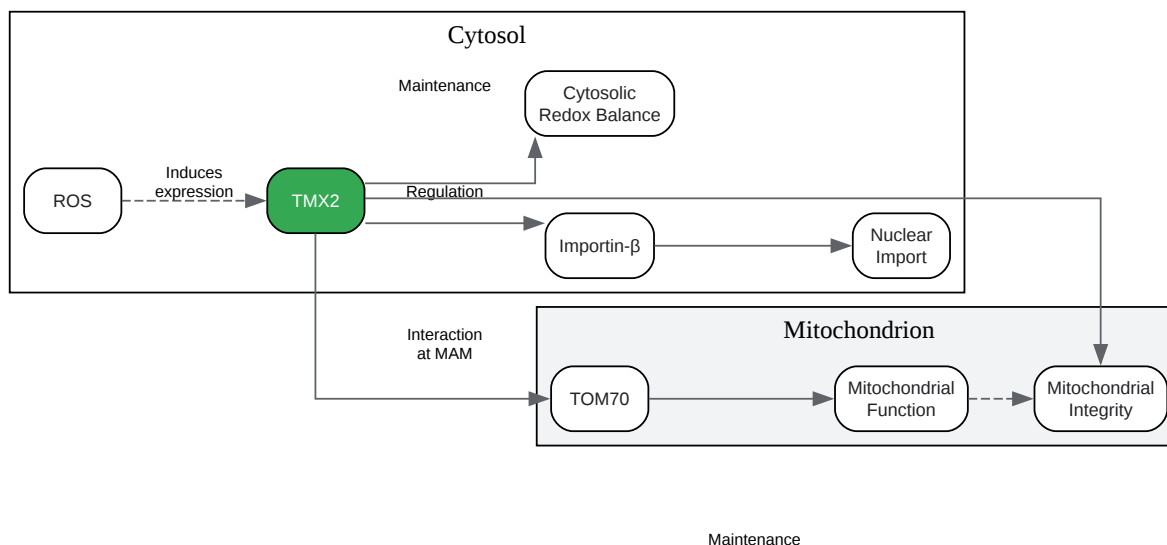 Cytosol
Maintenance
Cytosolic
Redox Balance
Induces
expression
ROS
TMX2
Regulation
Importin-β
Nuclear
Import
Mitochondrion
Interaction
at MAM
TOM70
Mitochondrial
Function
Mitochondrial
Integrity
Maintenance